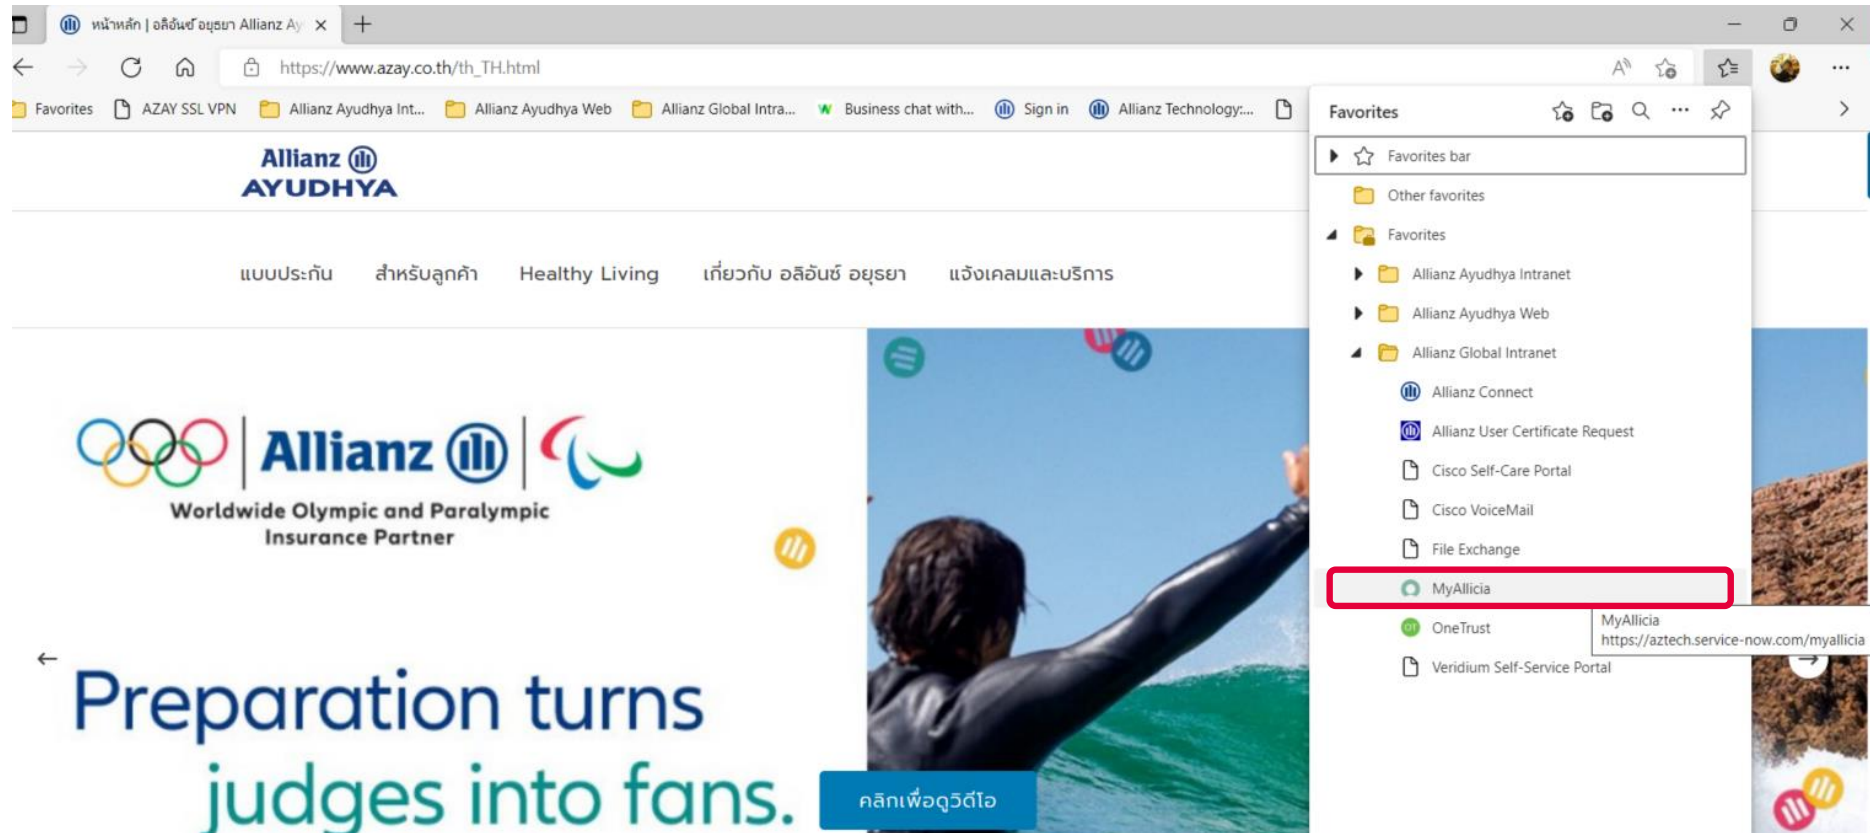 หน้าหลัก | อลิอันซ์ อยุธยา Allianz Ay
https://www.azay.co.th/th_TH.html
Favorites
AZAY SSL VPN
Allianz Ayudhya Int...
Allianz Ayudhya Web
Allianz Global Intra...
Business chat with...
Sign in
Allianz Technology:...
Favorites
Favorites bar
Other favorites
Favorites
Allianz Ayudhya Intranet
Allianz Ayudhya Web
Allianz Global Intranet
Allianz Connect
Allianz User Certificate Request
Cisco Self-Care Portal
Cisco VoiceMail
File Exchange
MyAllicia
OneTrust
Veridium Self-Service Portal
MyAllicia
https://aztech.service-now.com/myallicia
Allianz
AYUDHYA
แบบประกัน
สำหรับลูกค้า
Healthy Living
เกี่ยวกับ อลิอันซ์ อยุธยา
แจ้งเคลมและบริการ
Allianz
Worldwide Olympic and Paralympic
Insurance Partner
Preparation turns
judges into fans.
คลิกเพื่อดูวิดีโอ